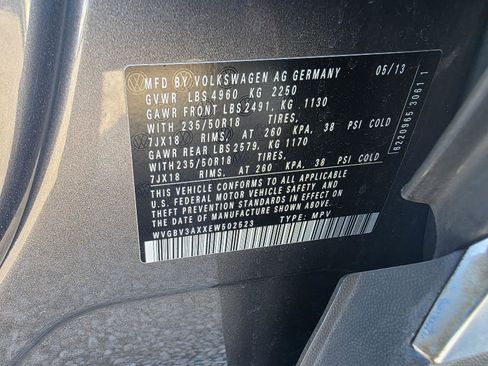 MFD BY VOLKSWAGEN AG GERMANY 05/13
GVWR LBS 4960 KG 2250
GAWR FRONT LBS 2491, KG 1130
WITH 235/50R18 TIRES,
7JX18 RIMS, AT 260 KPA, 38 PSI COLD
GAWR REAR LBS 2579, KG 1170
WITH 235/50R18 TIRES,
7JX18 RIMS, AT 260 KPA, 38 PSI COLD
THIS VEHICLE CONFORMS TO ALL APPLICABLE
U.S. FEDERAL MOTOR VEHICLE SAFETY AND
THEFT PREVENTION STANDARDS IN EFFECT ON
THE DATE OF MANUFACTURE SHOWN ABOVE
WVGBV3AXXEW502523 TYPE: MPV